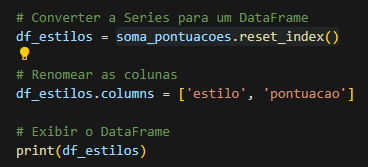 # Converter a Series para um DataFrame
df_estilos = soma_pontuacoes.reset_index()
# Renomear as colunas
df_estilos.columns = ['estilo', 'pontuacao']
# Exibir o DataFrame
print(df_estilos)